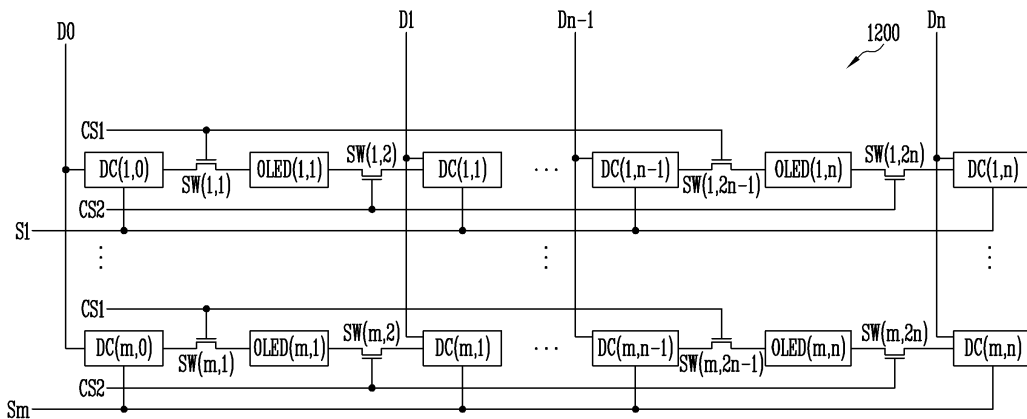 D0 D1 Dn-1 Dn
1200
CS1
SW(1,2) SW(1,2n)
DC(1,0) OLED(1,1) DC(1,1) ... DC(1,n-1) OLED(1,n) DC(1,n)
SW(1,1) SW(1,2n-1)
CS2
S1
CS1
SW(m,2) SW(m,2n)
DC(m,0) OLED(m,1) DC(m,1) ... DC(m,n-1) OLED(m,n) DC(m,n)
SW(m,1) SW(m,2n-1)
CS2
Sm